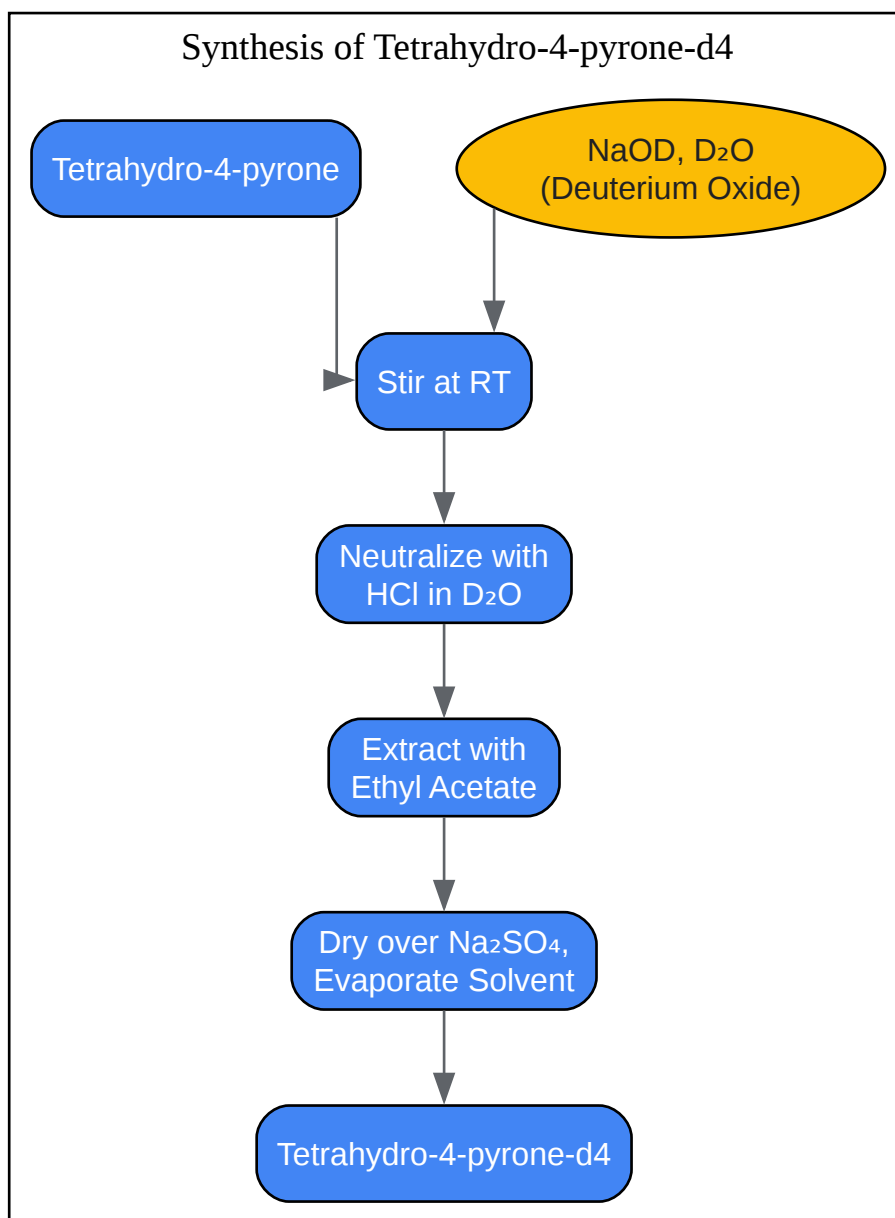 Synthesis of Tetrahydro-4-pyrone-d4
Tetrahydro-4-pyrone
NaOD, D₂O
(Deuterium Oxide)
Stir at RT
Neutralize with
HCl in D₂O
Extract with
Ethyl Acetate
Dry over Na₂SO₄,
Evaporate Solvent
Tetrahydro-4-pyrone-d4